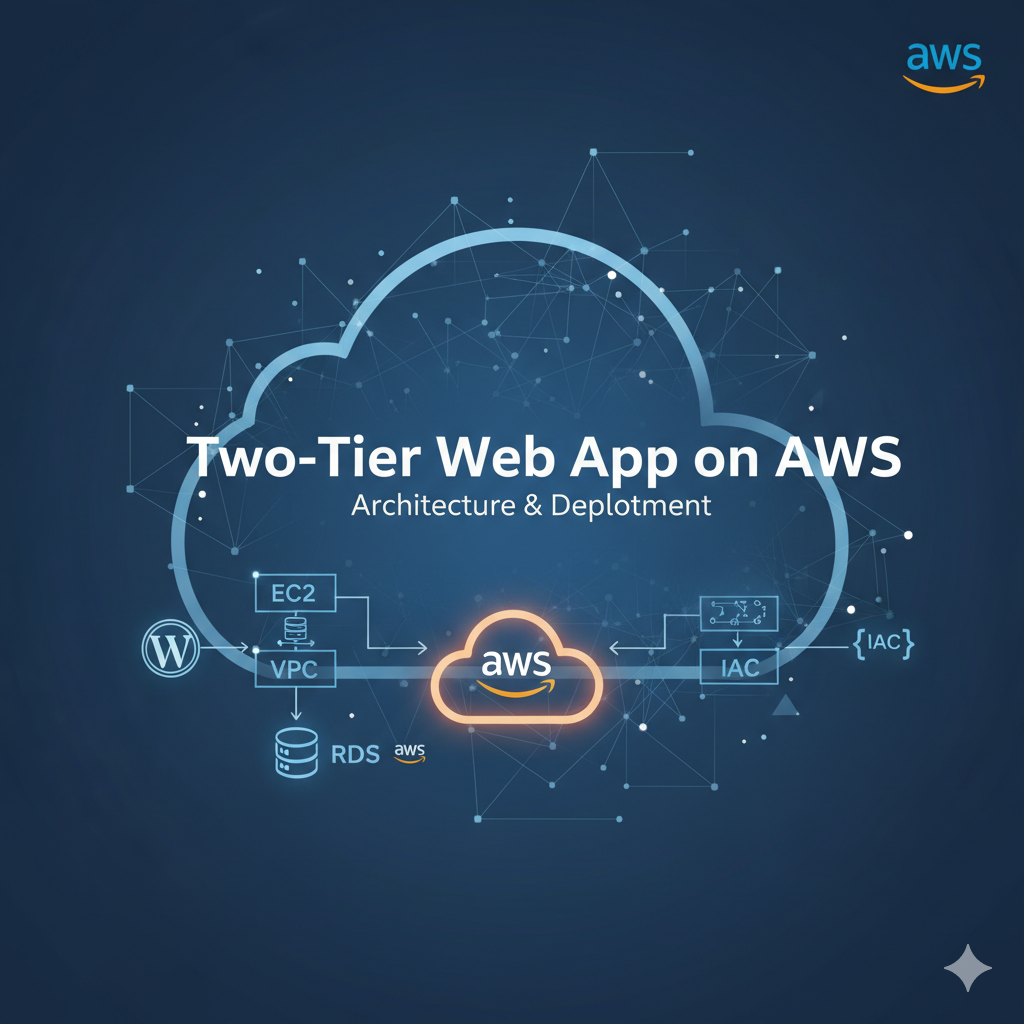 aws
Two-Tier Web App on AWS
Architecture & Deplotment
EC2
W
VPC
aws
IAC
{IAC}
RDS
aws